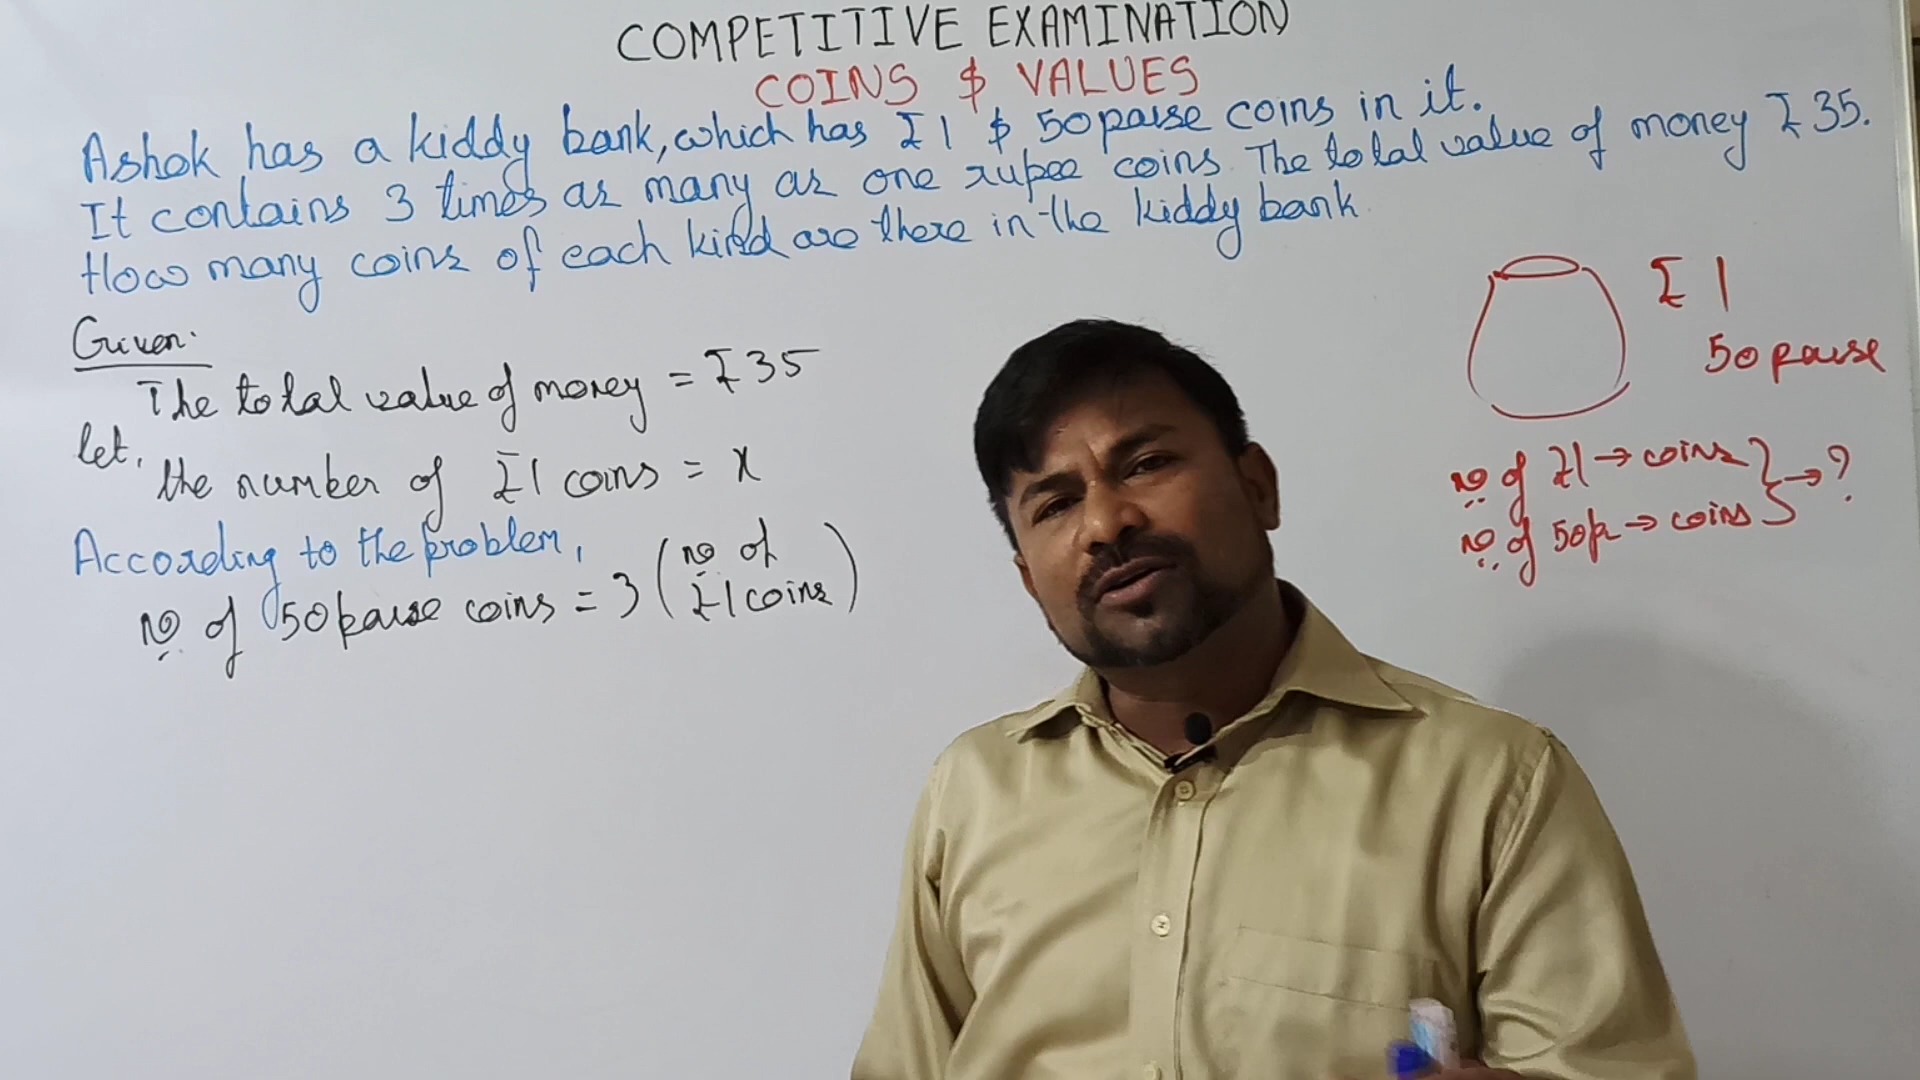 COMPETITIVE EXAMINATION
COINS & VALUES
Ashok has a kiddy bank, which has ₹1 & 50 paise coins in it.
It contains 3 times as many as one rupee coins. The total value of money ₹35.
How many coins of each kind are there in the kiddy bank.
Given:
The total value of money = ₹35
let,
the number of ₹1 coins = x
According to the problem,
No of 50 paise coins = 3 (No of ₹1 coins)
₹1
50 paise
No of ₹1 → coins } → ?
No of 50p → coins